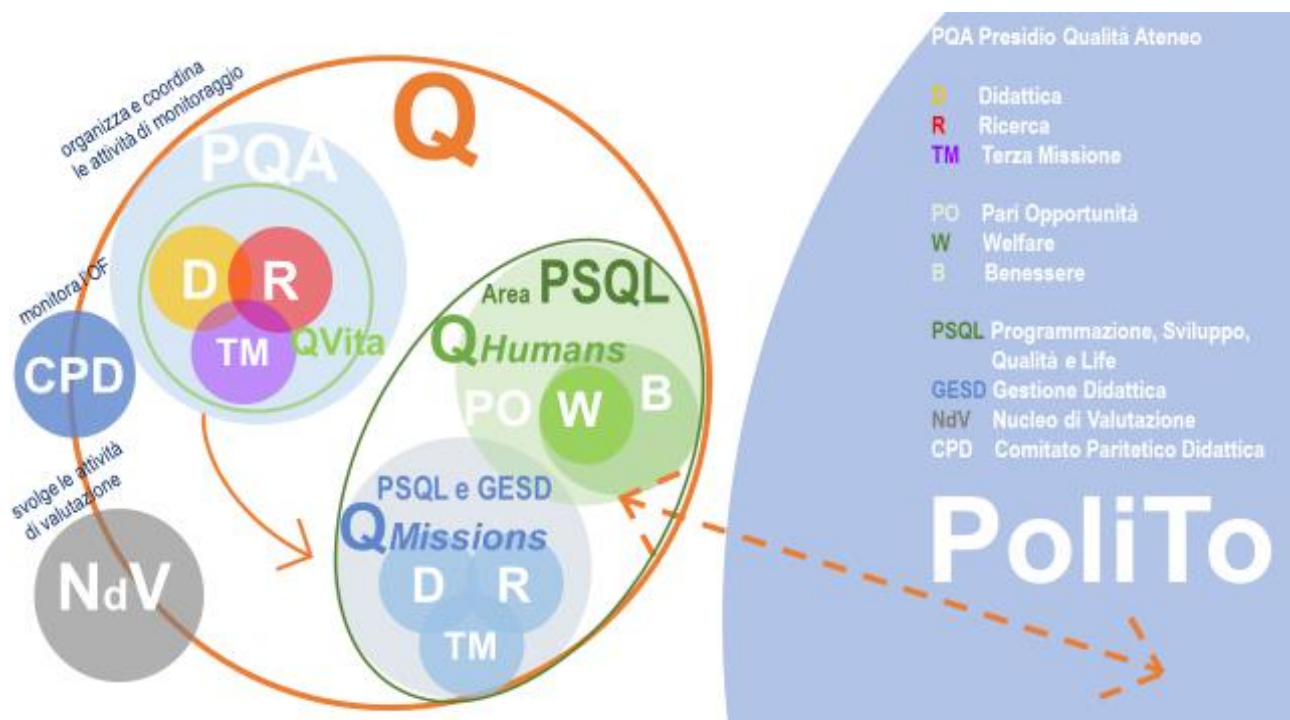 organizza e coordina
le attività di monitoraggio
Q
PQA
D
R
TM
QVita
monitora l'OF
CPD
svolge le attività
di valutazione
NdV
Area PSQL
QHumans
PO
W
B
PSQL e GESD
QMissions
D
R
TM
PQA Presidio Qualità Ateneo
D Didattica
R Ricerca
TM Terza Missione
PO Pari Opportunità
W Welfare
B Benessere
PSQL Programmazione, Sviluppo,
Qualità e Life
GESD Gestione Didattica
NdV Nucleo di Valutazione
CPD Comitato Paritetico Didattica
PoliTo